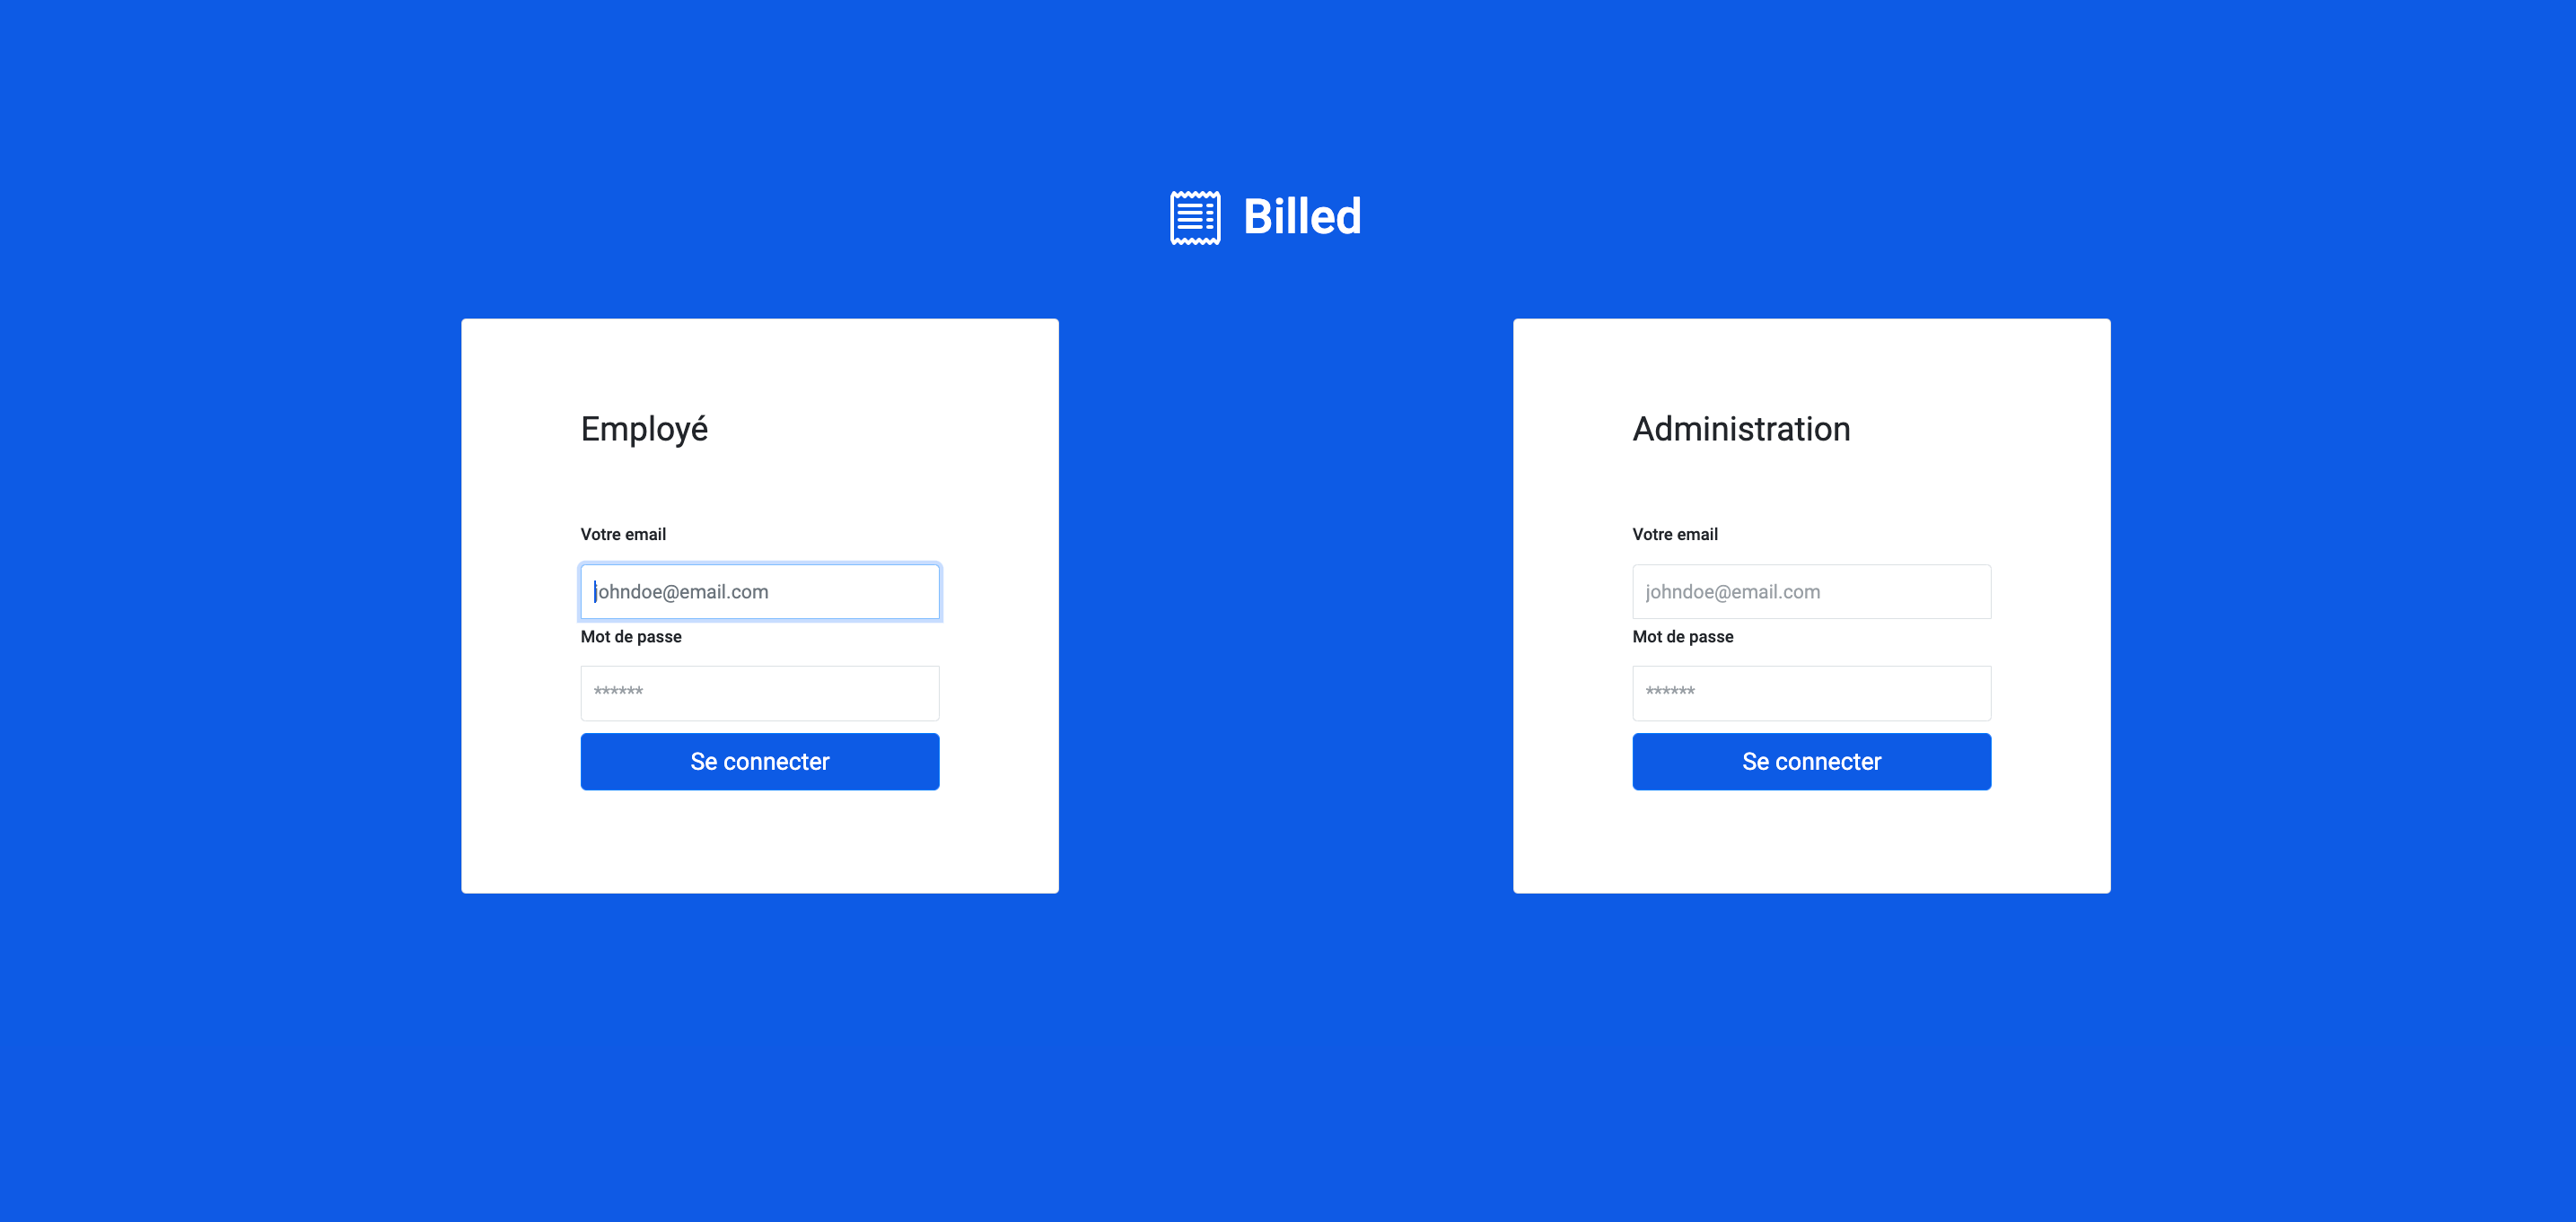 Billed
Employé
Votre email
johndoe@email.com
Mot de passe
******
Se connecter
Administration
Votre email
johndoe@email.com
Mot de passe
******
Se connecter